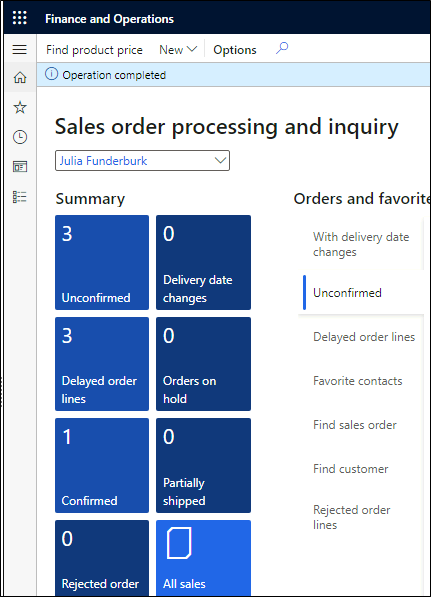 Finance and Operations
Find product price New Options
Operation completed
Sales order processing and inquiry
Julia Funderburk
Summary
3
Unconfirmed
0
Delivery date
changes
3
Delayed order
lines
0
Orders on
hold
1
Confirmed
0
Partially
shipped
0
Rejected order
All sales
Orders and favorite
With delivery date
changes
Unconfirmed
Delayed order lines
Favorite contacts
Find sales order
Find customer
Rejected order
lines